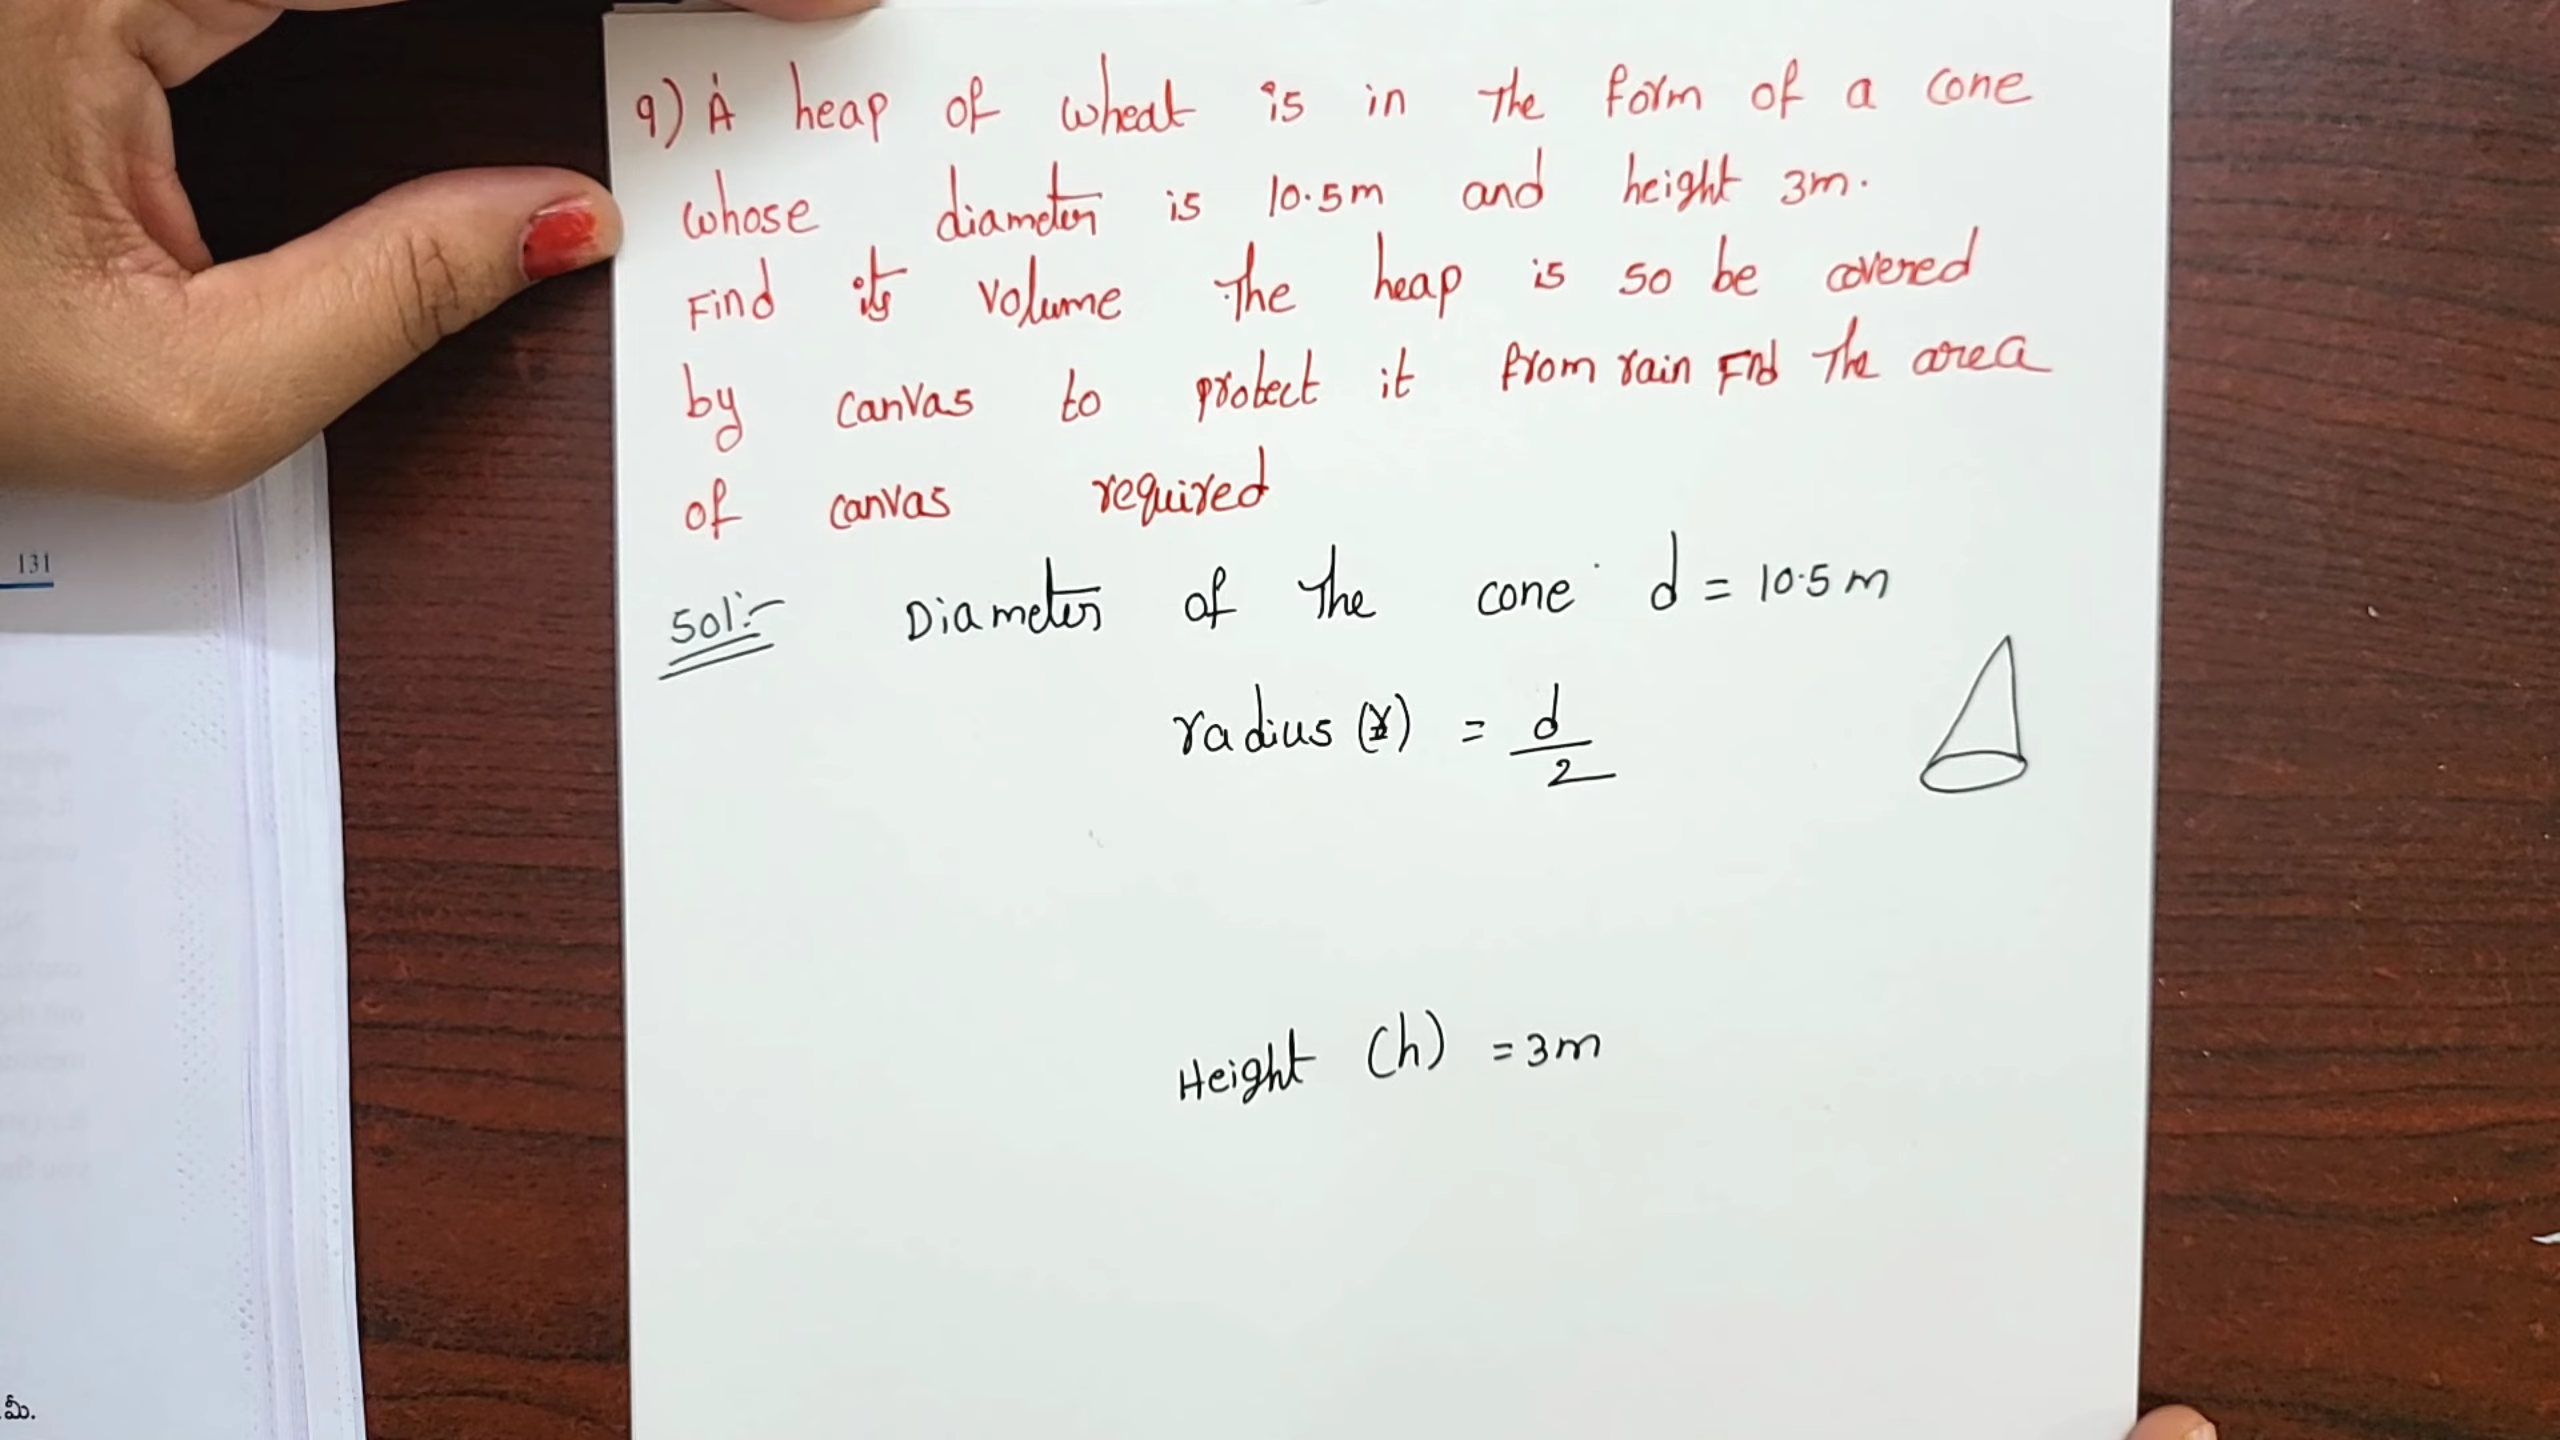 9) A heap of wheat is in the form of a cone
whose diameter is 10.5m and height 3m.
Find its volume the heap is so be covered
by canvas to protect it from rain Find the area
of canvas required
Sol:- Diameter of the cone d = 10.5 m
radius (r) = d/2
Height (h) = 3m
131
మీ.